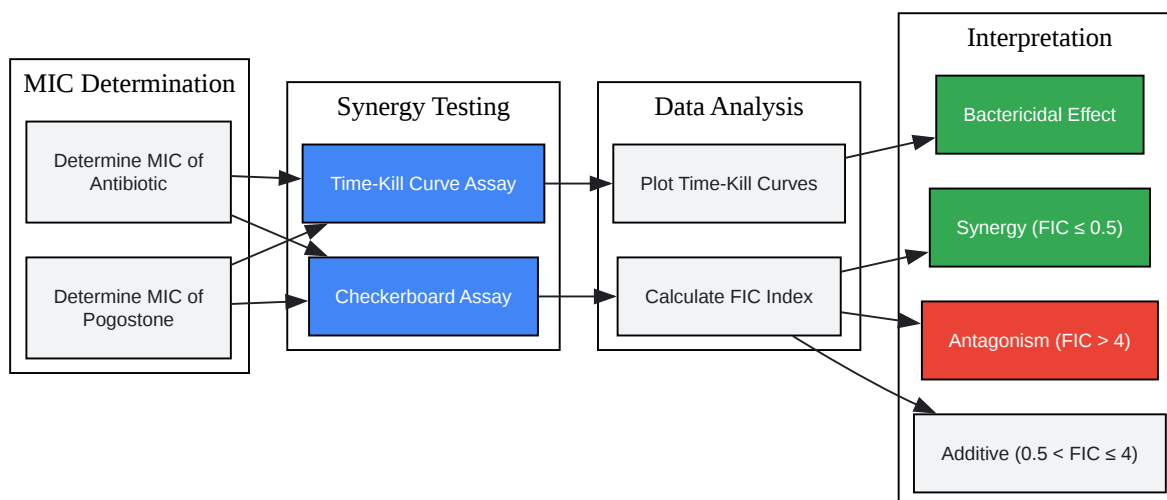 MIC Determination
Determine MIC of
Antibiotic
Determine MIC of
Pogostone
Synergy Testing
Time-Kill Curve Assay
Checkerboard Assay
Data Analysis
Plot Time-Kill Curves
Calculate FIC Index
Interpretation
Bactericidal Effect
Synergy (FIC ≤ 0.5)
Antagonism (FIC > 4)
Additive (0.5 < FIC ≤ 4)